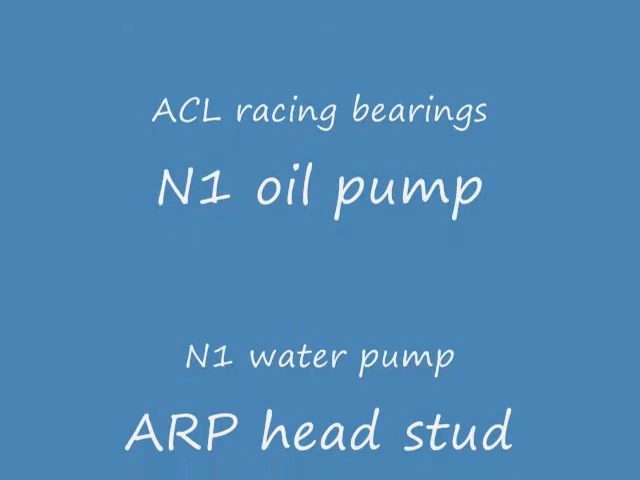 ACL racing bearings
N1 oil pump
N1 water pump
ARP head stud